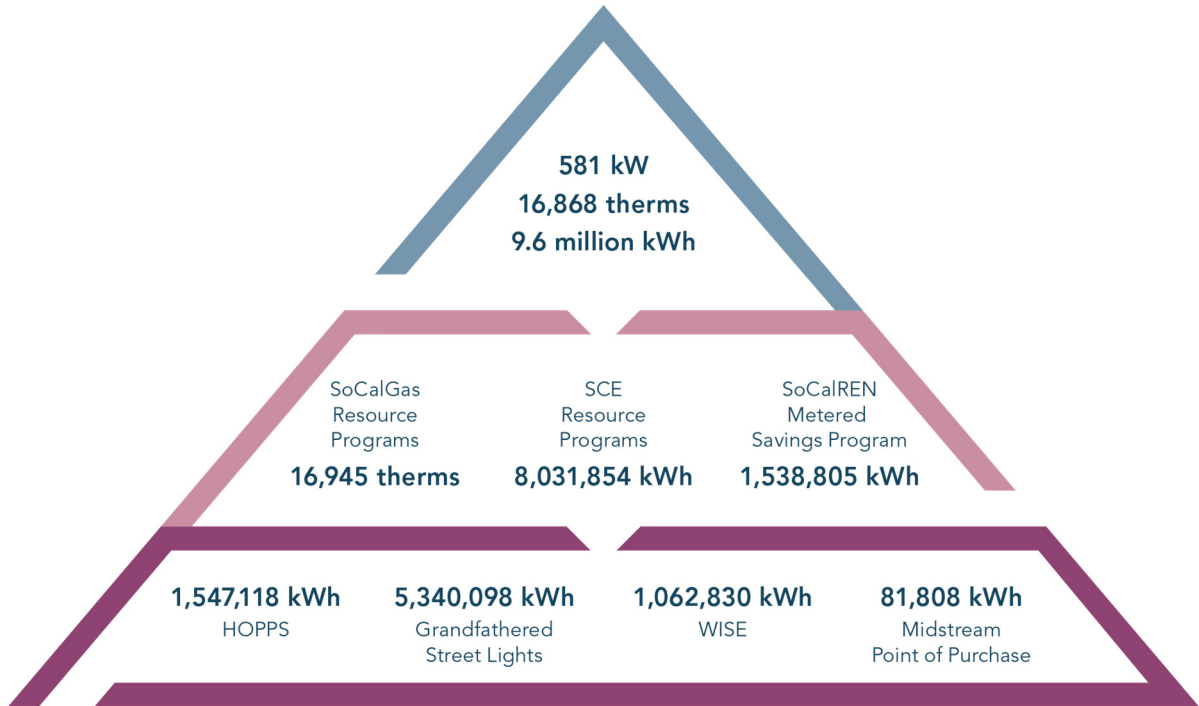 581 kW
16,868 therms
9.6 million kWh
SoCalGas
Resource
Programs
16,945 therms
SCE
Resource
Programs
8,031,854 kWh
SoCalREN
Metered
Savings Program
1,538,805 kWh
1,547,118 kWh
HOPPS
5,340,098 kWh
Grandfathered
Street Lights
1,062,830 kWh
WISE
81,808 kWh
Midstream
Point of Purchase